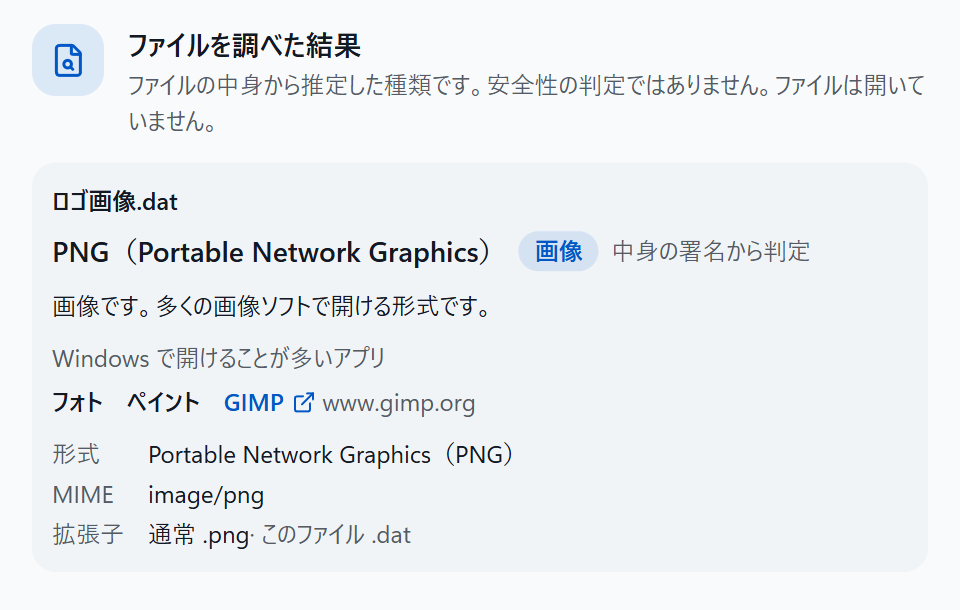 ファイルを調べた結果
ファイルの中身から推定した種類です。安全性の判定ではありません。ファイルは開いて
いません。
ロゴ画像.dat
PNG（Portable Network Graphics） 画像 中身の署名から判定
画像です。多くの画像ソフトで開ける形式です。
Windows で開けることが多いアプリ
フォト ペイント GIMP www.gimp.org
形式 Portable Network Graphics（PNG）
MIME image/png
拡張子 通常 .png· このファイル .dat